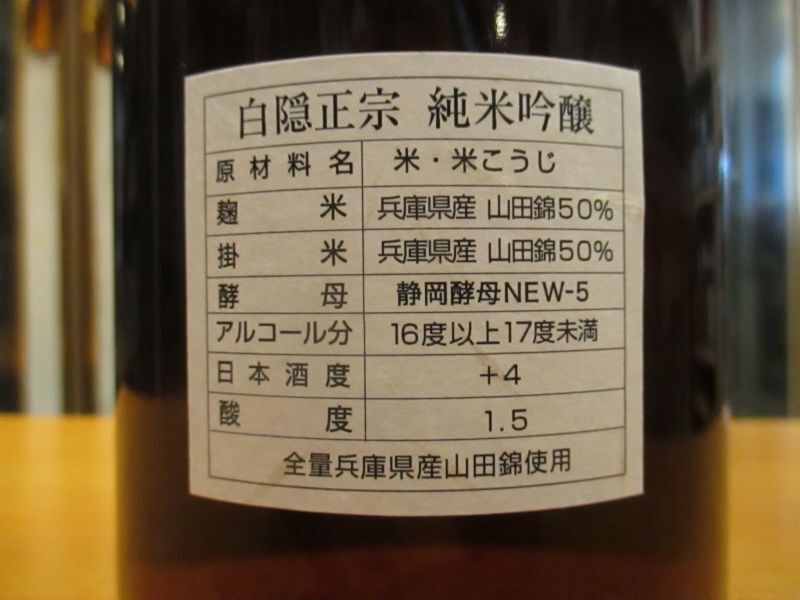 白隠正宗 純米吟醸
原材料名 米・米こうじ
麹米 兵庫県産 山田錦50%
掛米 兵庫県産 山田錦50%
酵母 静岡酵母NEW-5
アルコール分 16度以上17度未満
日本酒度 +4
酸度 1.5
全量兵庫県産山田錦使用